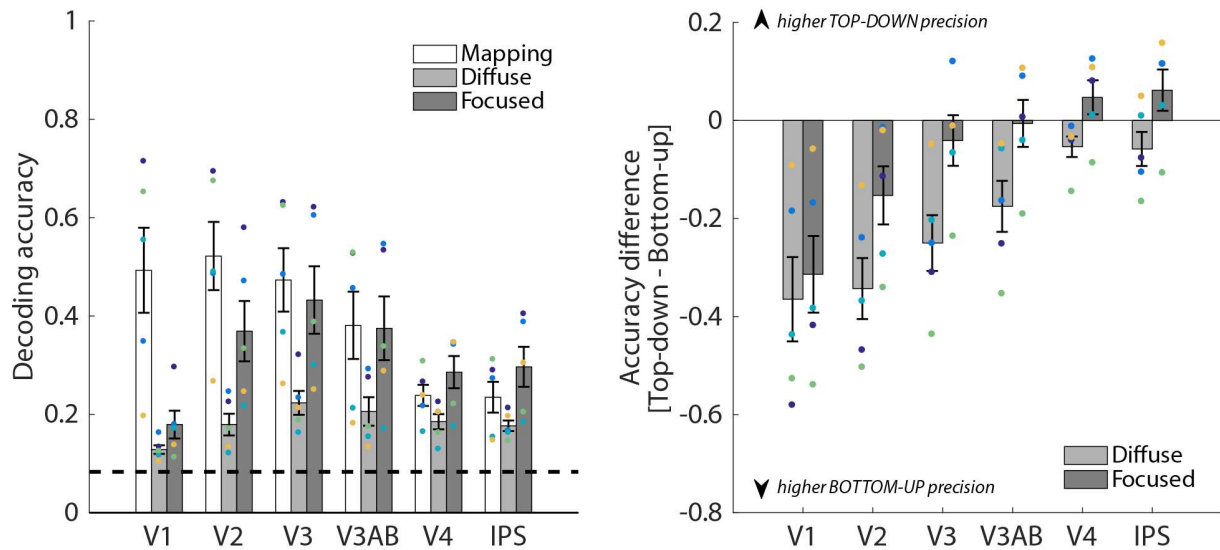 Decoding accuracy
1
0.8
0.6
0.4
0.2
0
Mapping
Diffuse
Focused
V1 V2 V3 V3AB V4 IPS
Accuracy difference
[Top-down - Bottom-up]
0.2
0
-0.2
-0.4
-0.6
-0.8
higher TOP-DOWN precision
higher BOTTOM-UP precision
Diffuse
Focused
V1 V2 V3 V3AB V4 IPS